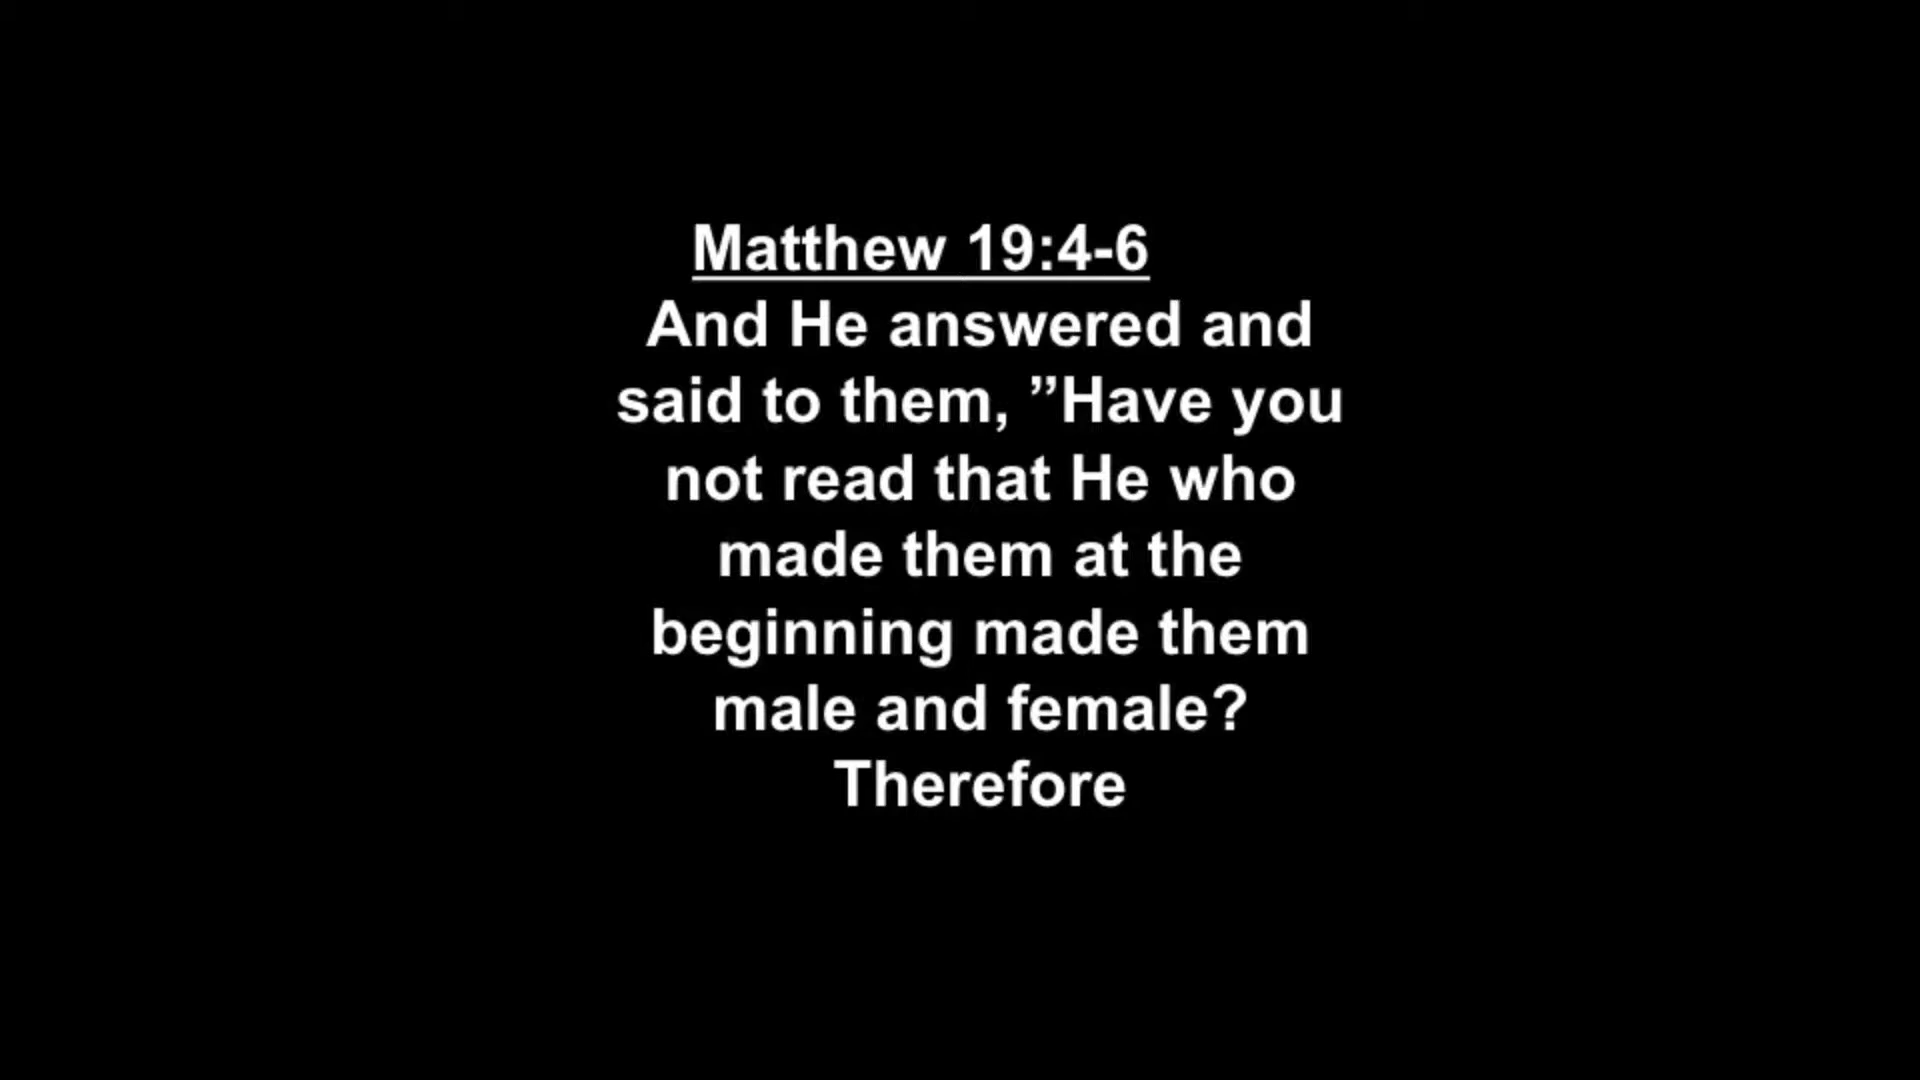 Matthew 19:4-6
And He answered and
said to them, ”Have you
not read that He who
made them at the
beginning made them
male and female?
Therefore